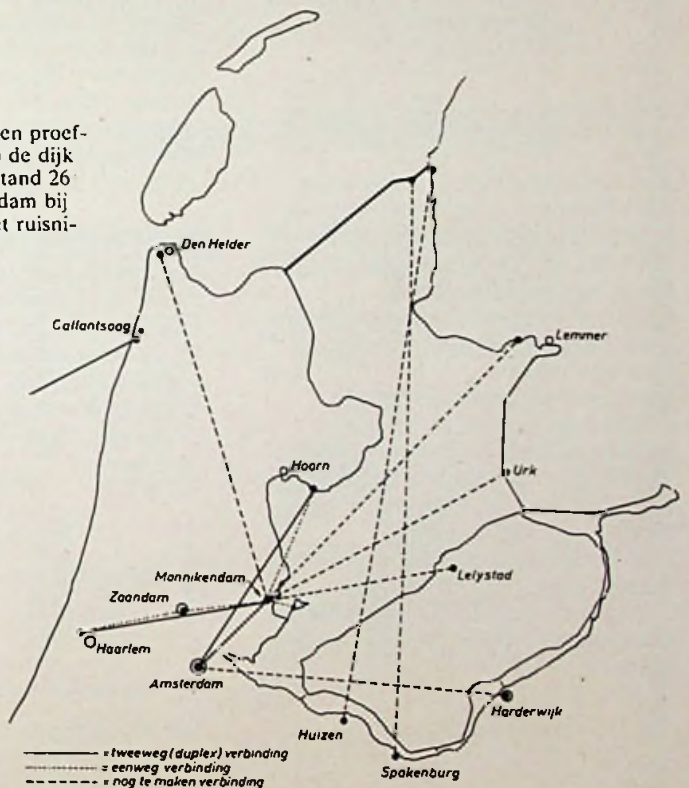 en proef-
de dijk
tand 26
dam bij
et ruisni-
Den Helder
Callantsoog
Lemmer
Hoorn
Urk
Monnikendam
Lelystad
Zaandam
Haarlem
Amsterdam
Harderwijk
Huizen
Spakenburg
= tweeweg (duplex) verbinding
= eenweg verbinding
= nog te maken verbinding